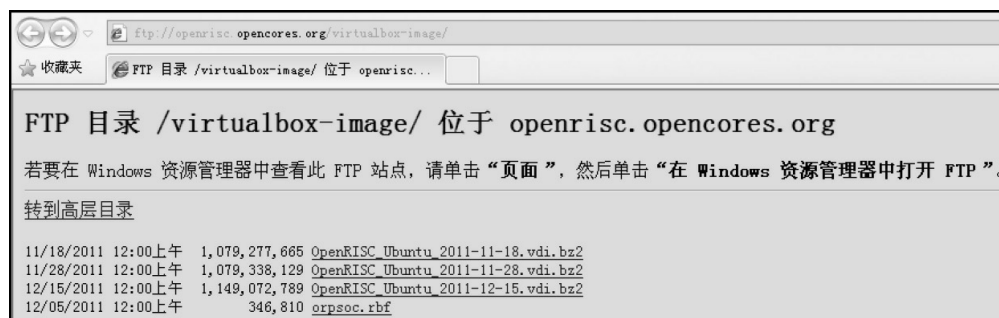 ftp://openrisc.opencores.org/virtualbox-image/
收藏夹
FTP 目录 /virtualbox-image/ 位于 openrisc...
FTP 目录 /virtualbox-image/ 位于 openrisc.opencores.org
若要在 Windows 资源管理器中查看此 FTP 站点，请单击“页面”，然后单击“在 Windows 资源管理器中打开 FTP”。
转到高层目录
11/18/2011 12:00上午 1,079,277,665 OpenRISC_Ubuntu_2011-11-18.vdi.bz2
11/28/2011 12:00上午 1,079,338,129 OpenRISC_Ubuntu_2011-11-28.vdi.bz2
12/15/2011 12:00上午 1,149,072,789 OpenRISC_Ubuntu_2011-12-15.vdi.bz2
12/05/2011 12:00上午 346,810 orpsoc.rbf